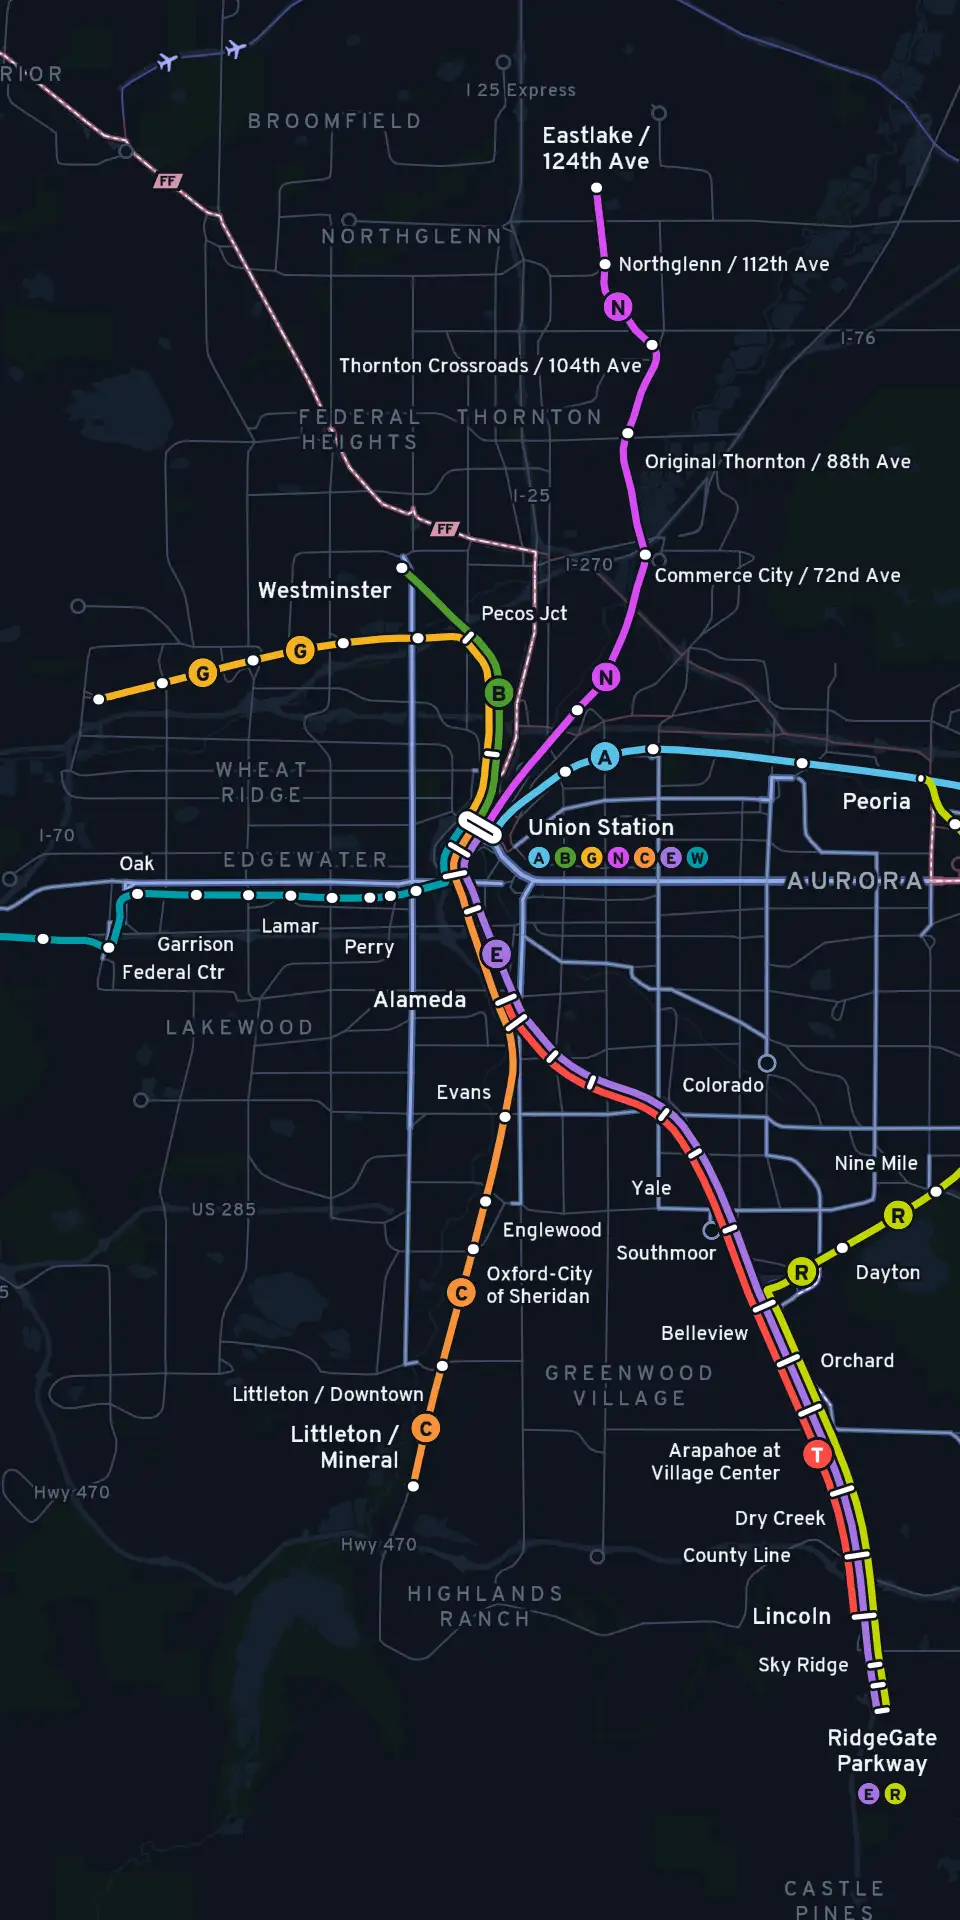 RIOR
I 25 Express
BROOMFIELD
Eastlake /
124th Ave
FF
NORTHGLENN
Northglenn / 112th Ave
N
I-76
Thornton Crossroads / 104th Ave
FEDERAL
HEIGHTS
THORNTON
Original Thornton / 88th Ave
I-25
FF
I-270
Commerce City / 72nd Ave
Westminster
Pecos Jct
G
G
N
B
A
WHEAT
RIDGE
Peoria
I-70
Union Station
A B G N C E W
EDGEWATER
Oak
AURORA
Lamar
Garrison
Perry
Federal Ctr
E
Alameda
LAKEWOOD
Colorado
Evans
Nine Mile
Yale
US 285
R
Englewood
Southmoor
R
Dayton
Oxford-City
of Sheridan
C
5
Belleview
Orchard
GREENWOOD
VILLAGE
Littleton / Downtown
C
Littleton /
Mineral
Arapahoe at
Village Center
T
Hwy 470
Dry Creek
Hwy 470
County Line
HIGHLANDS
RANCH
Lincoln
Sky Ridge
RidgeGate
Parkway
E R
CASTLE
PINES